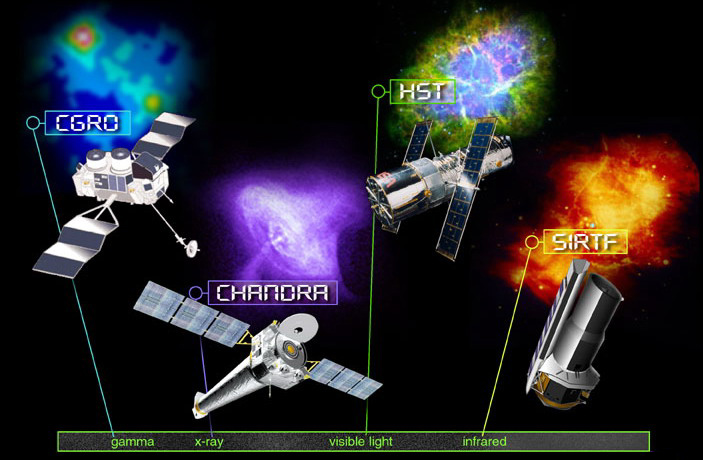 HST
CGRO
SIRTF
CHANDRA
gamma x-ray visible light infrared